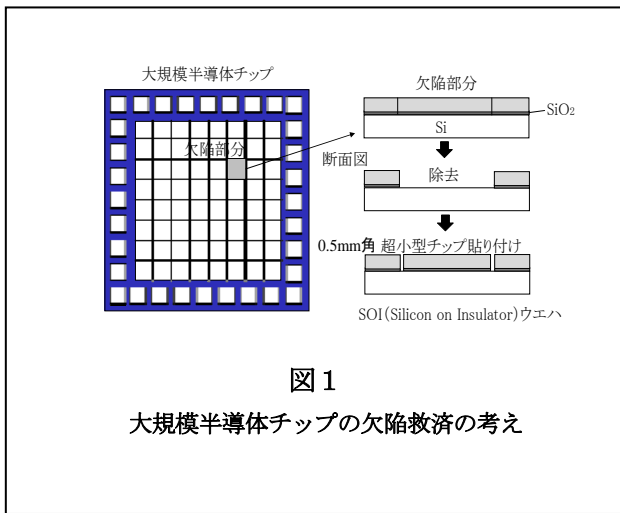 大規模半導体チップ
欠陥部分
欠陥部分
SiO₂
Si
断面図
除去
0.5mm角 超小型チップ貼り付け
SOI(Silicon on Insulator)ウエハ
図１
大規模半導体チップの欠陥救済の考え